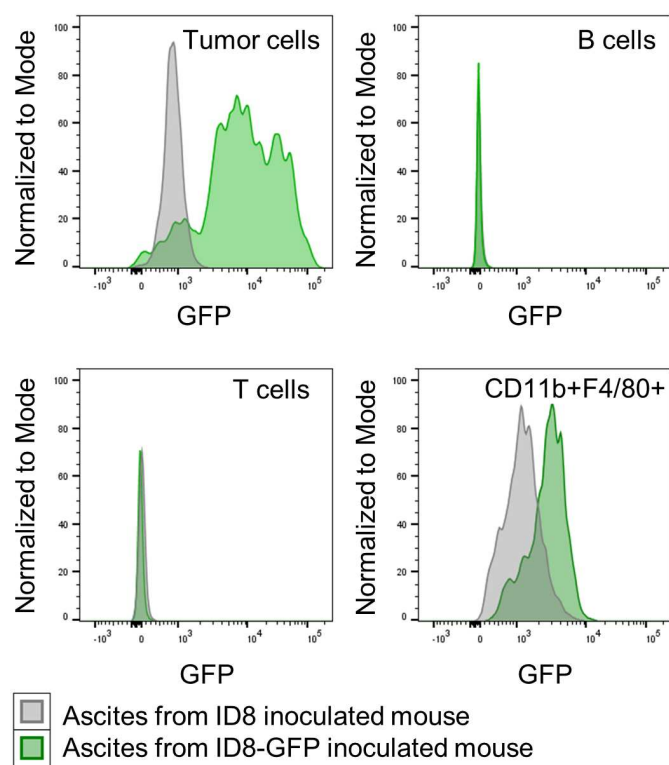 Tumor cells
100
80
60
40
20
0
Normalized to Mode
-10³ 0 10³ 10⁴ 10⁵
GFP
B cells
100
80
60
40
20
0
Normalized to Mode
-10³ 0 10³ 10⁴ 10⁵
GFP
T cells
100
80
60
40
20
0
Normalized to Mode
-10³ 0 10³ 10⁴ 10⁵
GFP
CD11b+F4/80+
100
80
60
40
20
0
Normalized to Mode
-10³ 0 10³ 10⁴ 10⁵
GFP
Ascites from ID8 inoculated mouse
Ascites from ID8-GFP inoculated mouse